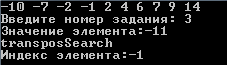 -10 -7 -2 -1 2 4 6 7 9 14
Введите номер задания: 3
Значение элемента:-11
transposSearch
Индекс элемента:-1